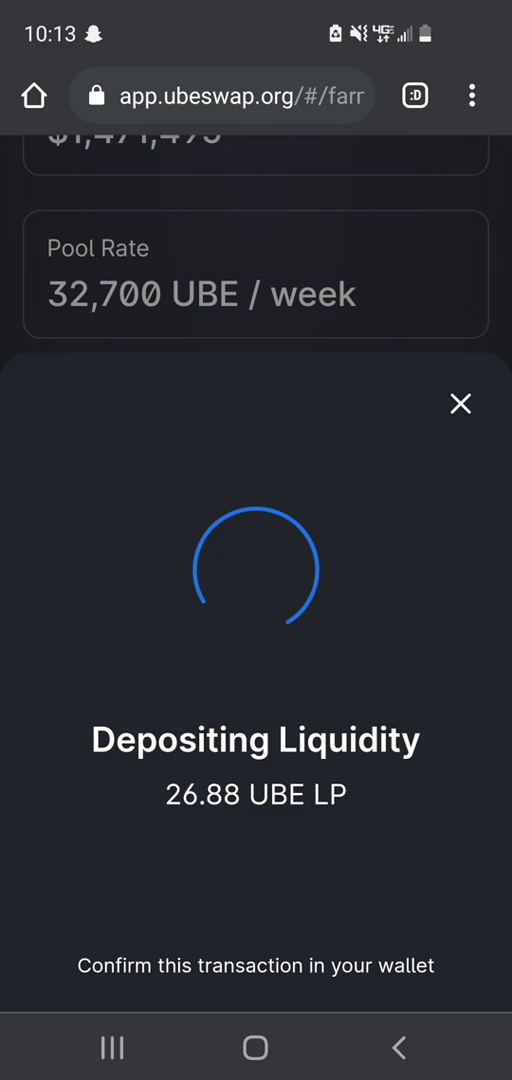 10:13
4GE
app.ubeswap.org/#/farr
:D
Pool Rate
32,700 UBE / week
Depositing Liquidity
26.88 UBE LP
Confirm this transaction in your wallet